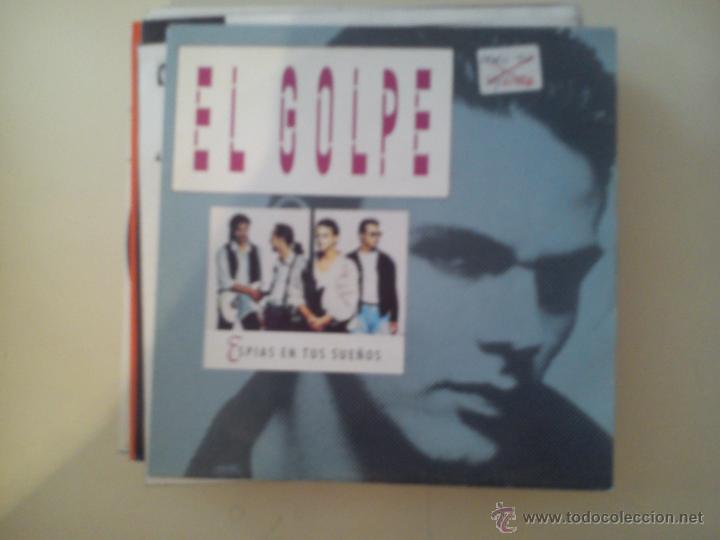 EL GOLPE
ESPIAS EN TUS SUEÑOS
© www.todocoleccion.net